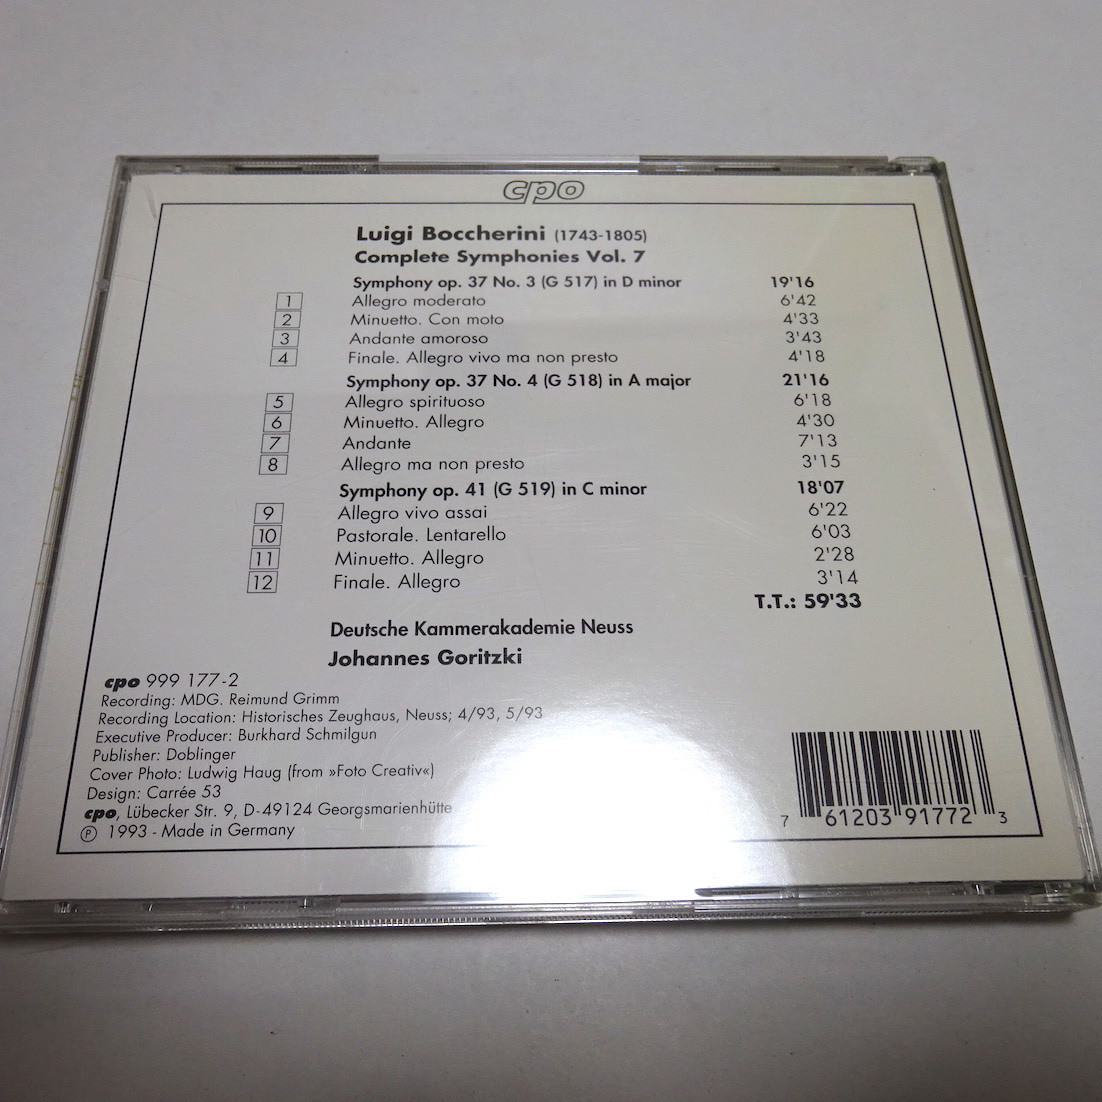 cpo
Luigi Boccherini (1743-1805)
Complete Symphonies Vol. 7
Symphony op. 37 No. 3 (G 517) in D minor 19'16
1 Allegro moderato 6'42
2 Minuetto. Con moto 4'33
3 Andante amoroso 3'43
4 Finale. Allegro vivo ma non presto 4'18
Symphony op. 37 No. 4 (G 518) in A major 21'16
5 Allegro spirituoso 6'18
6 Minuetto. Allegro 4'30
7 Andante 7'13
8 Allegro ma non presto 3'15
Symphony op. 41 (G 519) in C minor 18'07
9 Allegro vivo assai 6'22
10 Pastorale. Lentarello 6'03
11 Minuetto. Allegro 2'28
12 Finale. Allegro 3'14
T.T.: 59'33
Deutsche Kammerakademie Neuss
Johannes Goritzki
cpo 999 177-2
Recording: MDG. Reimund Grimm
Recording Location: Historisches Zeughaus, Neuss; 4/93, 5/93
Executive Producer: Burkhard Schmilgun
Publisher: Doblinger
Cover Photo: Ludwig Haug (from »Foto Creativ«)
Design: Carrée 53
cpo, Lübecker Str. 9, D-49124 Georgsmarienhütte
℗ 1993 - Made in Germany
7 61203 91772 3